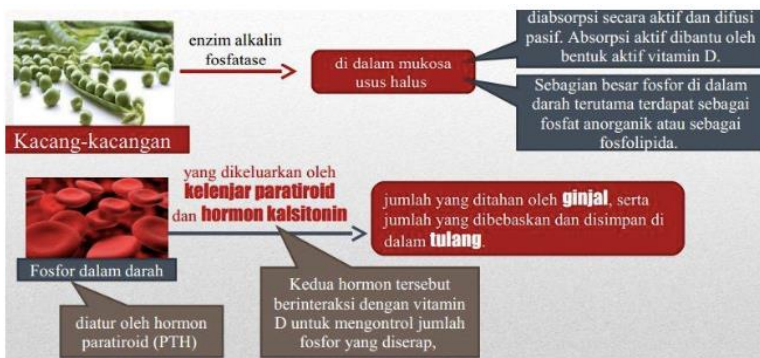 enzim alkalin
fosfatase
di dalam mukosa
usus halus
diabsorpsi secara aktif dan difusi
pasif. Absorpsi aktif dibantu oleh
bentuk aktif vitamin D.
Sebagian besar fosfor di dalam
darah terutama terdapat sebagai
fosfat anorganik atau sebagai
fosfolipida.
Kacang-kacangan
yang dikeluarkan oleh
kelenjar paratiroid
dan hormon kalsitonin
jumlah yang ditahan oleh ginjal, serta
jumlah yang dibebaskan dan disimpan di
dalam tulang.
Fosfor dalam darah
diatur oleh hormon
paratiroid (PTH)
Kedua hormon tersebut
berinteraksi dengan vitamin
D untuk mengontrol jumlah
fosfor yang diserap,